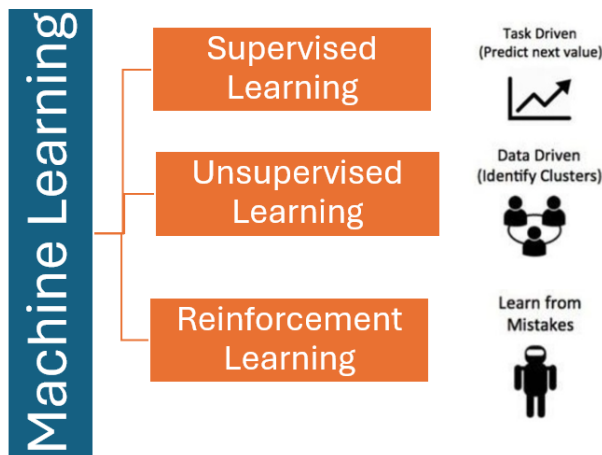 Machine Learning
Supervised
Learning
Task Driven
(Predict next value)
Unsupervised
Learning
Data Driven
(Identify Clusters)
Reinforcement
Learning
Learn from
Mistakes